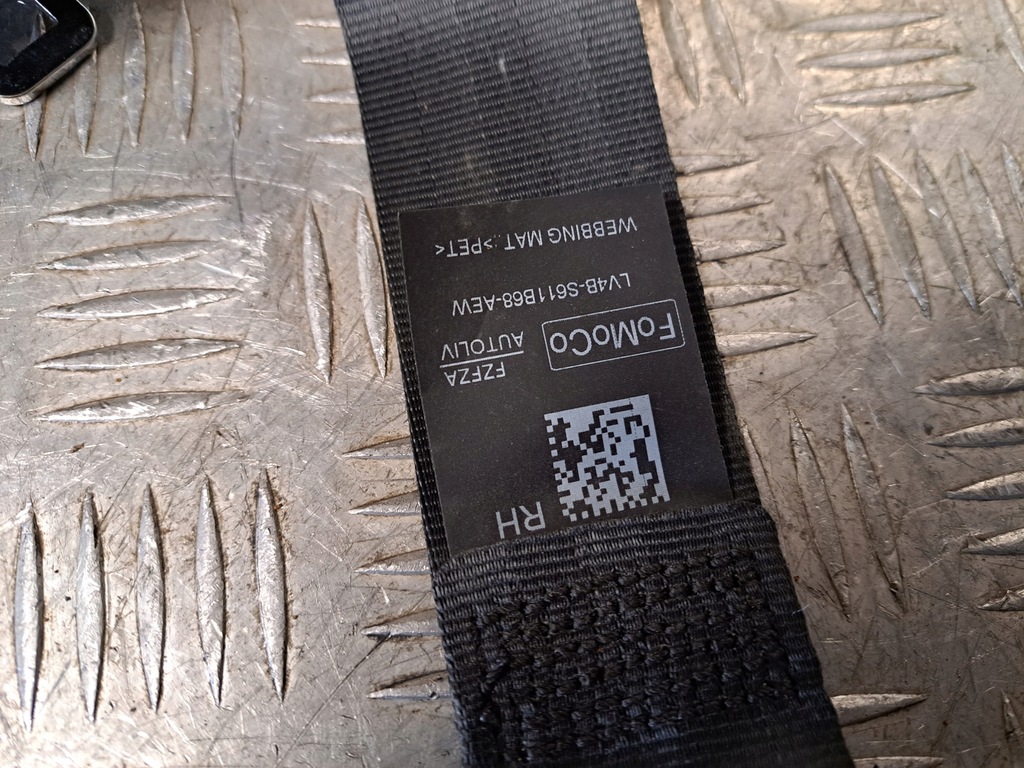 RH
FoMoCo
FZFZA
AUTOLIV
LV4B-S611B68-AEW
WEBBING MAT. >PET<